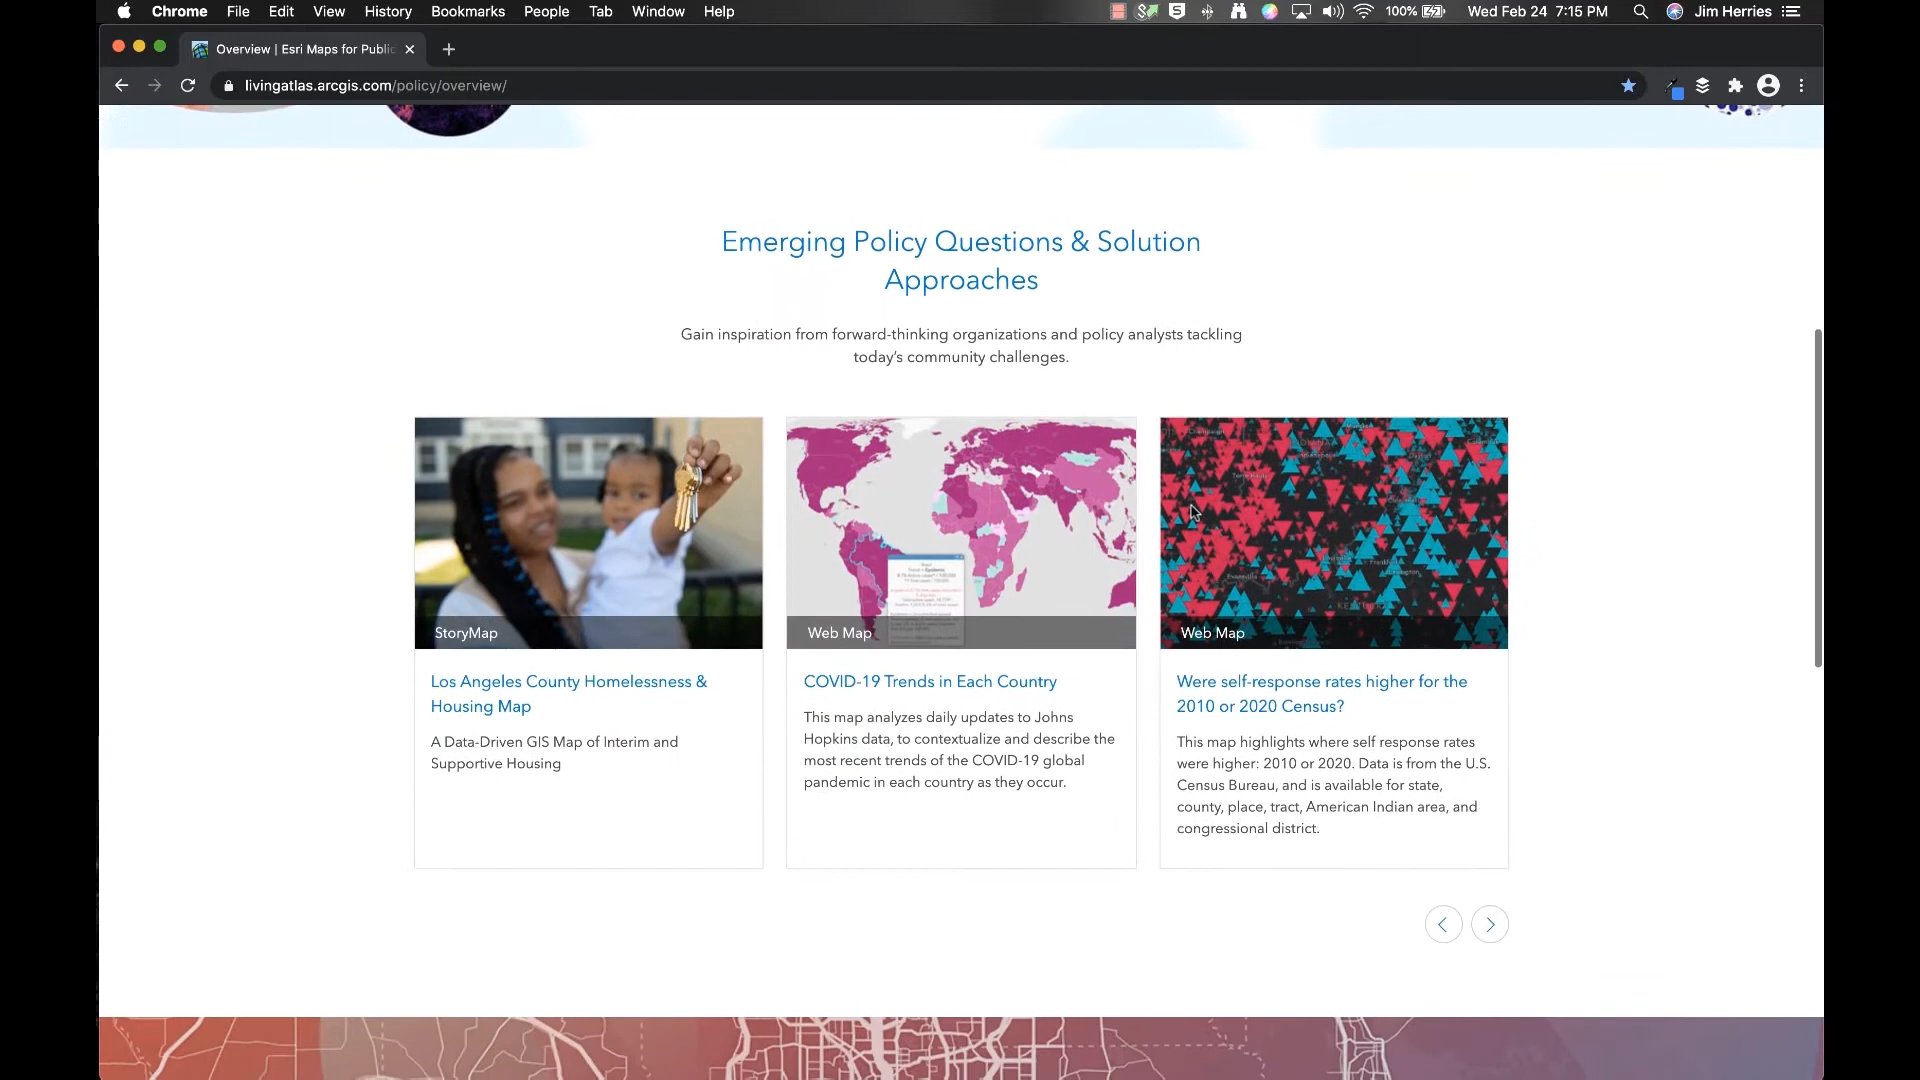 Chrome File Edit View History Bookmarks People Tab Window Help 100% Wed Feb 24 7:15 PM Jim Herries
Overview | Esri Maps for Public
livingatlas.arcgis.com/policy/overview/
Emerging Policy Questions & Solution
Approaches
Gain inspiration from forward-thinking organizations and policy analysts tackling
today's community challenges.
StoryMap
Los Angeles County Homelessness &
Housing Map
A Data-Driven GIS Map of Interim and
Supportive Housing
Web Map
COVID-19 Trends in Each Country
This map analyzes daily updates to Johns
Hopkins data, to contextualize and describe the
most recent trends of the COVID-19 global
pandemic in each country as they occur.
Web Map
Were self-response rates higher for the
2010 or 2020 Census?
This map highlights where self response rates
were higher: 2010 or 2020. Data is from the U.S.
Census Bureau, and is available for state,
county, place, tract, American Indian area, and
congressional district.